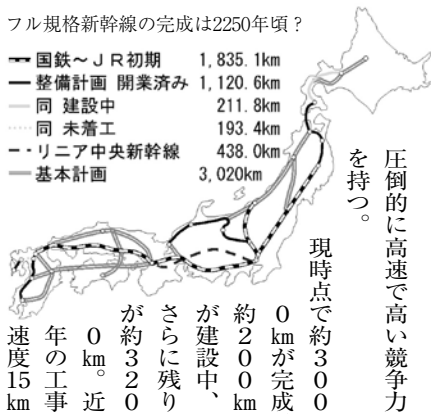 フル規格新幹線の完成は2250年頃？
国鉄～ＪＲ初期 1,835.1km
整備計画 開業済み 1,120.6km
同 建設中 211.8km
同 未着工 193.4km
リニア中央新幹線 438.0km
基本計画 3,020km
圧倒的に高速で高い競争力
を持つ。
現時点で約３００
０㎞が完成
約２００㎞
が建設中、
さらに残り
が約３２０
０㎞。近
年の工事
速度15㎞